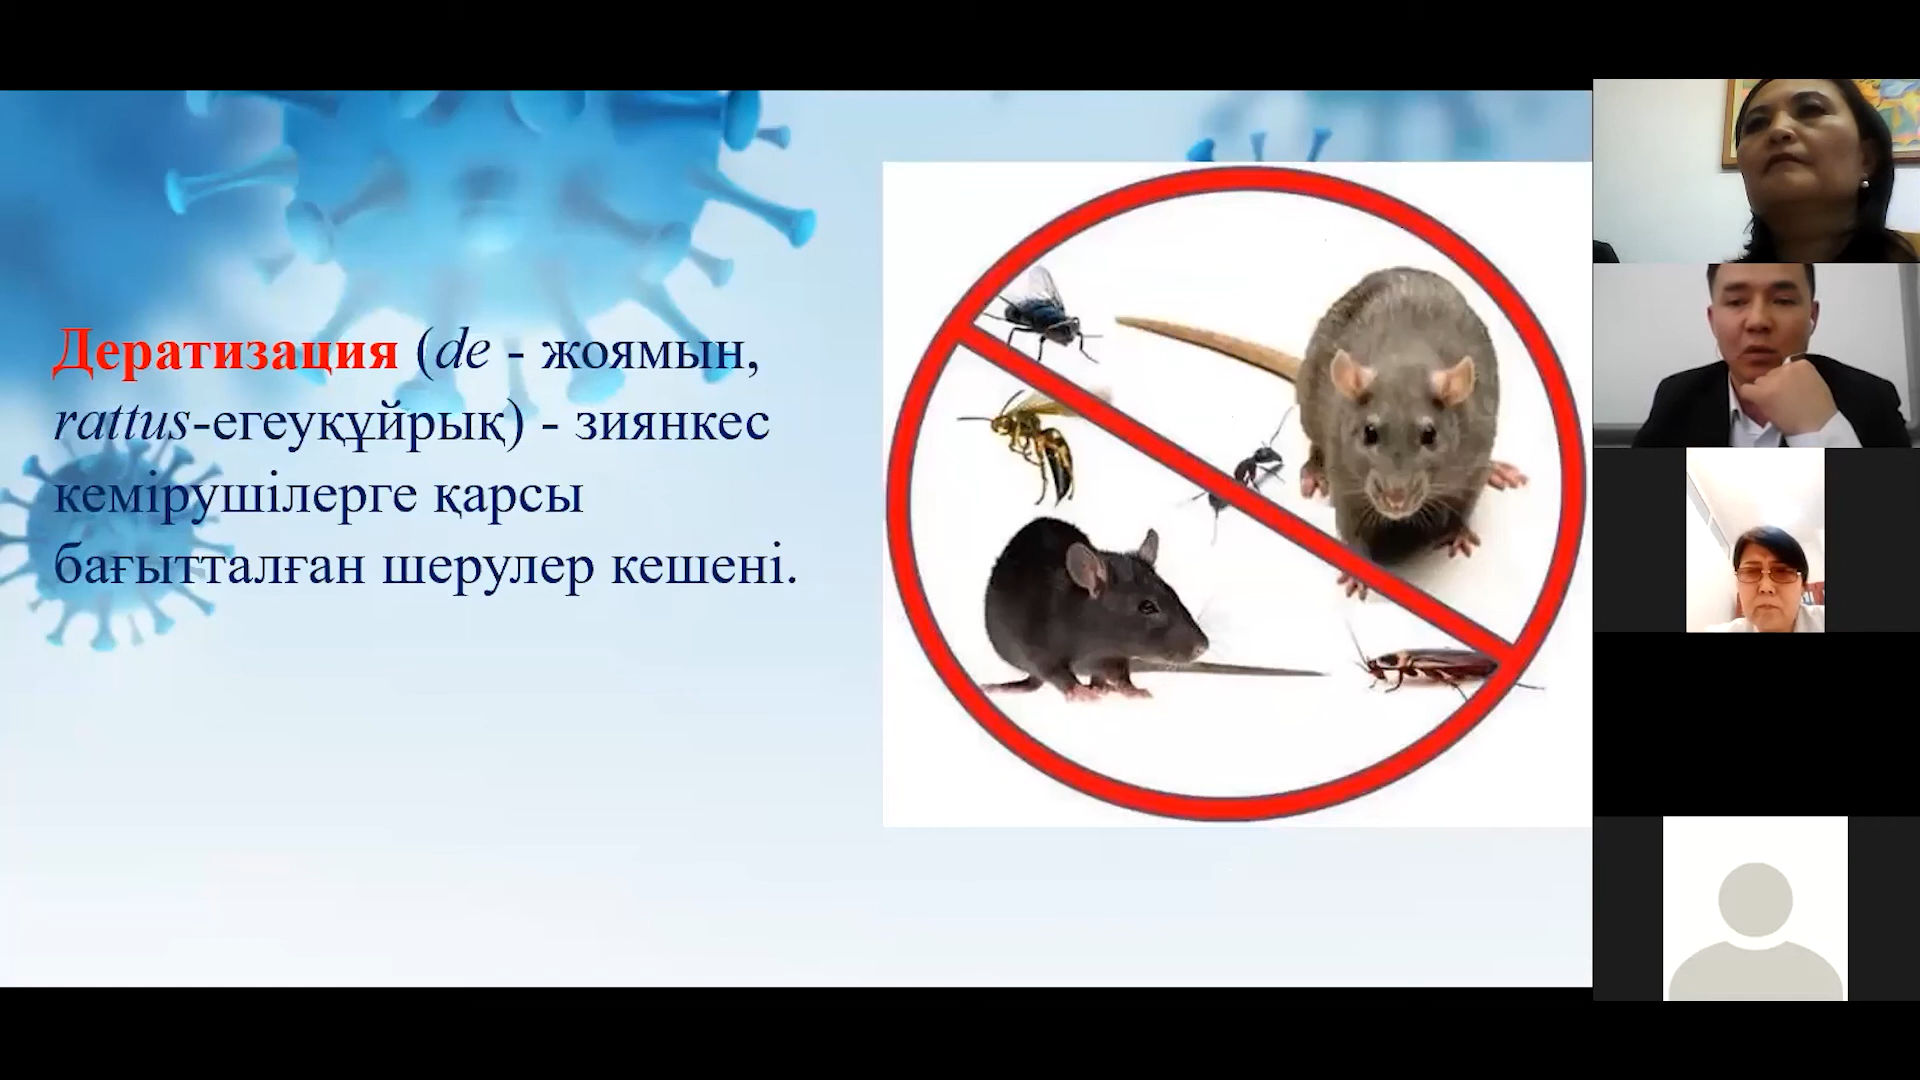 Дератизация (de - жоямын,
rattus-егеуқұйрық) - зиянкес
кемірушілерге қарсы
бағытталған шерулер кешені.